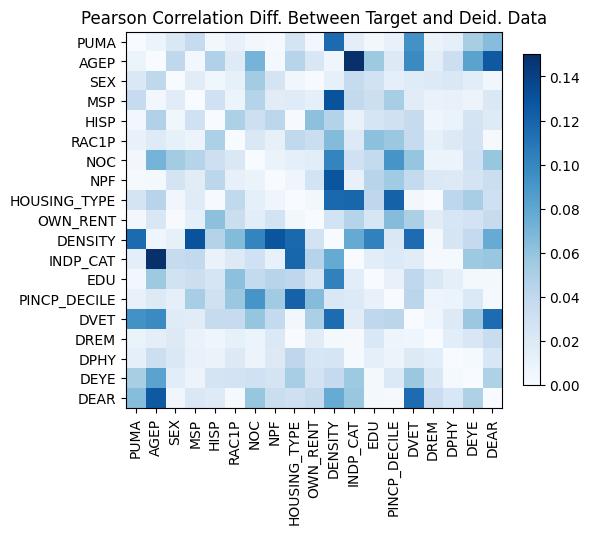 Pearson Correlation Diff. Between Target and Deid. Data
PUMA
AGEP
SEX
MSP
HISP
RAC1P
NOC
NPF
HOUSING_TYPE
OWN_RENT
DENSITY
INDP_CAT
EDU
PINCP_DECILE
DVET
DREM
DPHY
DEYE
DEAR
0.14
0.12
0.10
0.08
0.06
0.04
0.02
0.00
PUMA
AGEP
SEX
MSP
HISP
RAC1P
NOC
NPF
HOUSING_TYPE
OWN_RENT
DENSITY
INDP_CAT
EDU
PINCP_DECILE
DVET
DREM
DPHY
DEYE
DEAR